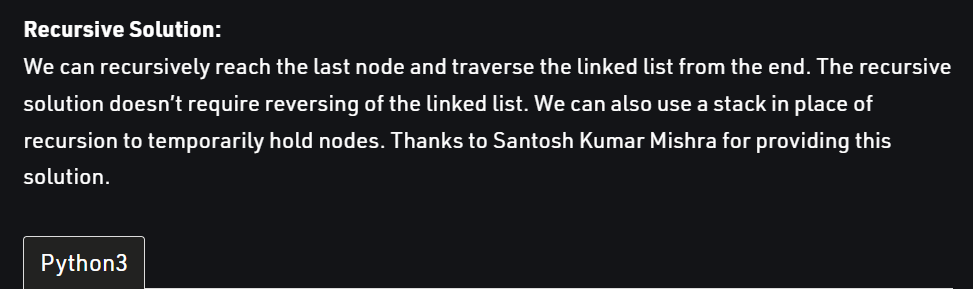 Recursive Solution:
We can recursively reach the last node and traverse the linked list from the end. The recursive
solution doesn’t require reversing of the linked list. We can also use a stack in place of
recursion to temporarily hold nodes. Thanks to Santosh Kumar Mishra for providing this
solution.
Python3